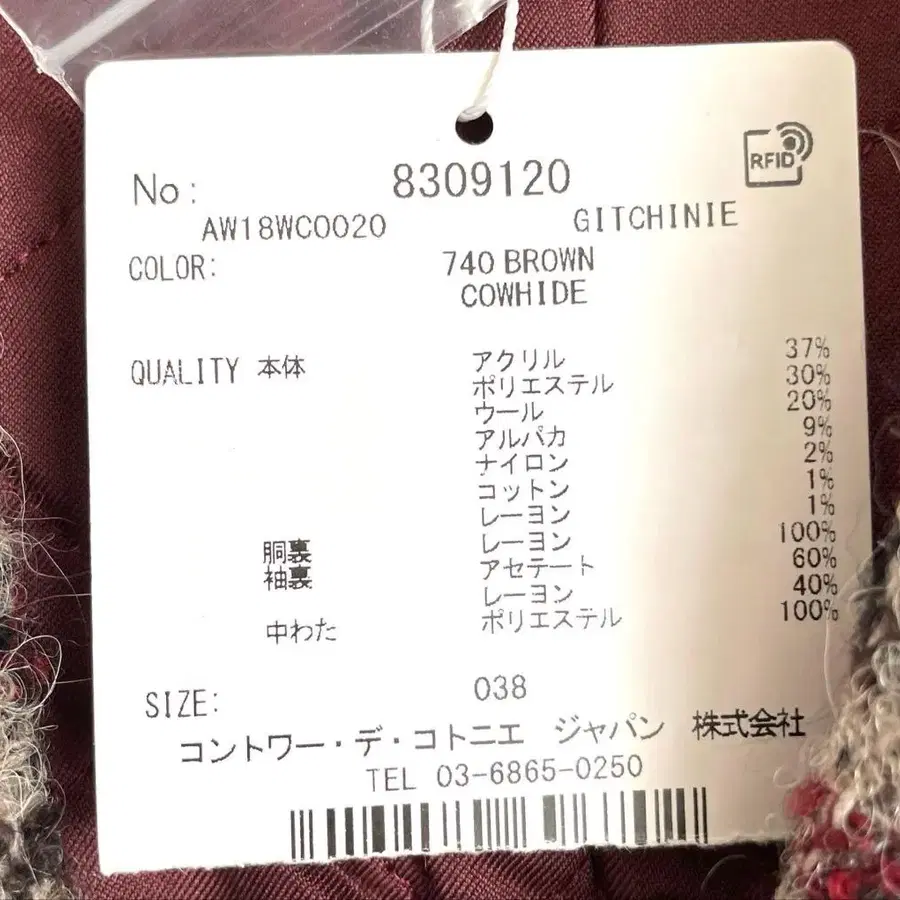 RFID
No: 8309120
AW18WC0020 GITCHINIE
COLOR: 740 BROWN
COWHIDE
QUALITY 本体 アクリル 37%
ポリエステル 30%
ウール 20%
アルパカ 9%
ナイロン 2%
コットン 1%
レーヨン 1%
胴裏 レーヨン 100%
袖裏 アセテート 60%
レーヨン 40%
中わた ポリエステル 100%
SIZE: 038
コントワー・デ・コトニエ ジャパン 株式会社
TEL 03-6865-0250